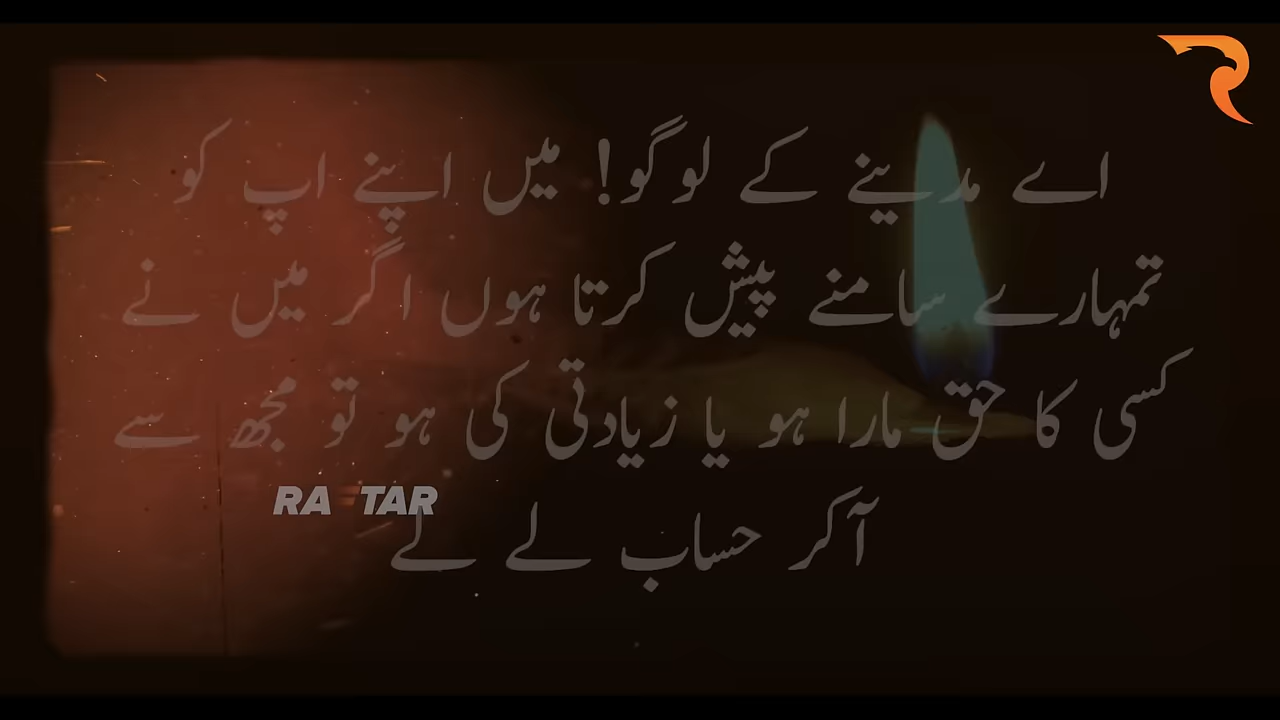 اے مدینے کے لوگو! میں اپنے اپ کو
تمہارے سامنے پیش کرتا ہوں اگر میں نے
کسی کا حق مارا ہو یا زیادتی کی ہو تو مجھ سے
RA TAR
آکر حساب لے لے